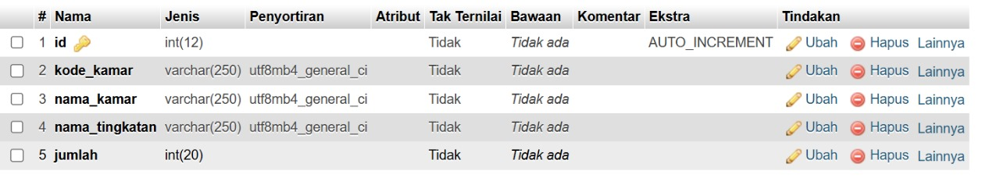 # Nama Jenis Penyortiran Atribut Tak Ternilai Bawaan Komentar Ekstra Tindakan
1 id int(12) Tidak Tidak ada AUTO_INCREMENT Ubah Hapus Lainnya
2 kode_kamar varchar(250) utf8mb4_general_ci Tidak Tidak ada Ubah Hapus Lainnya
3 nama_kamar varchar(250) utf8mb4_general_ci Tidak Tidak ada Ubah Hapus Lainnya
4 nama_tingkatan varchar(250) utf8mb4_general_ci Tidak Tidak ada Ubah Hapus Lainnya
5 jumlah int(20) Tidak Tidak ada Ubah Hapus Lainnya